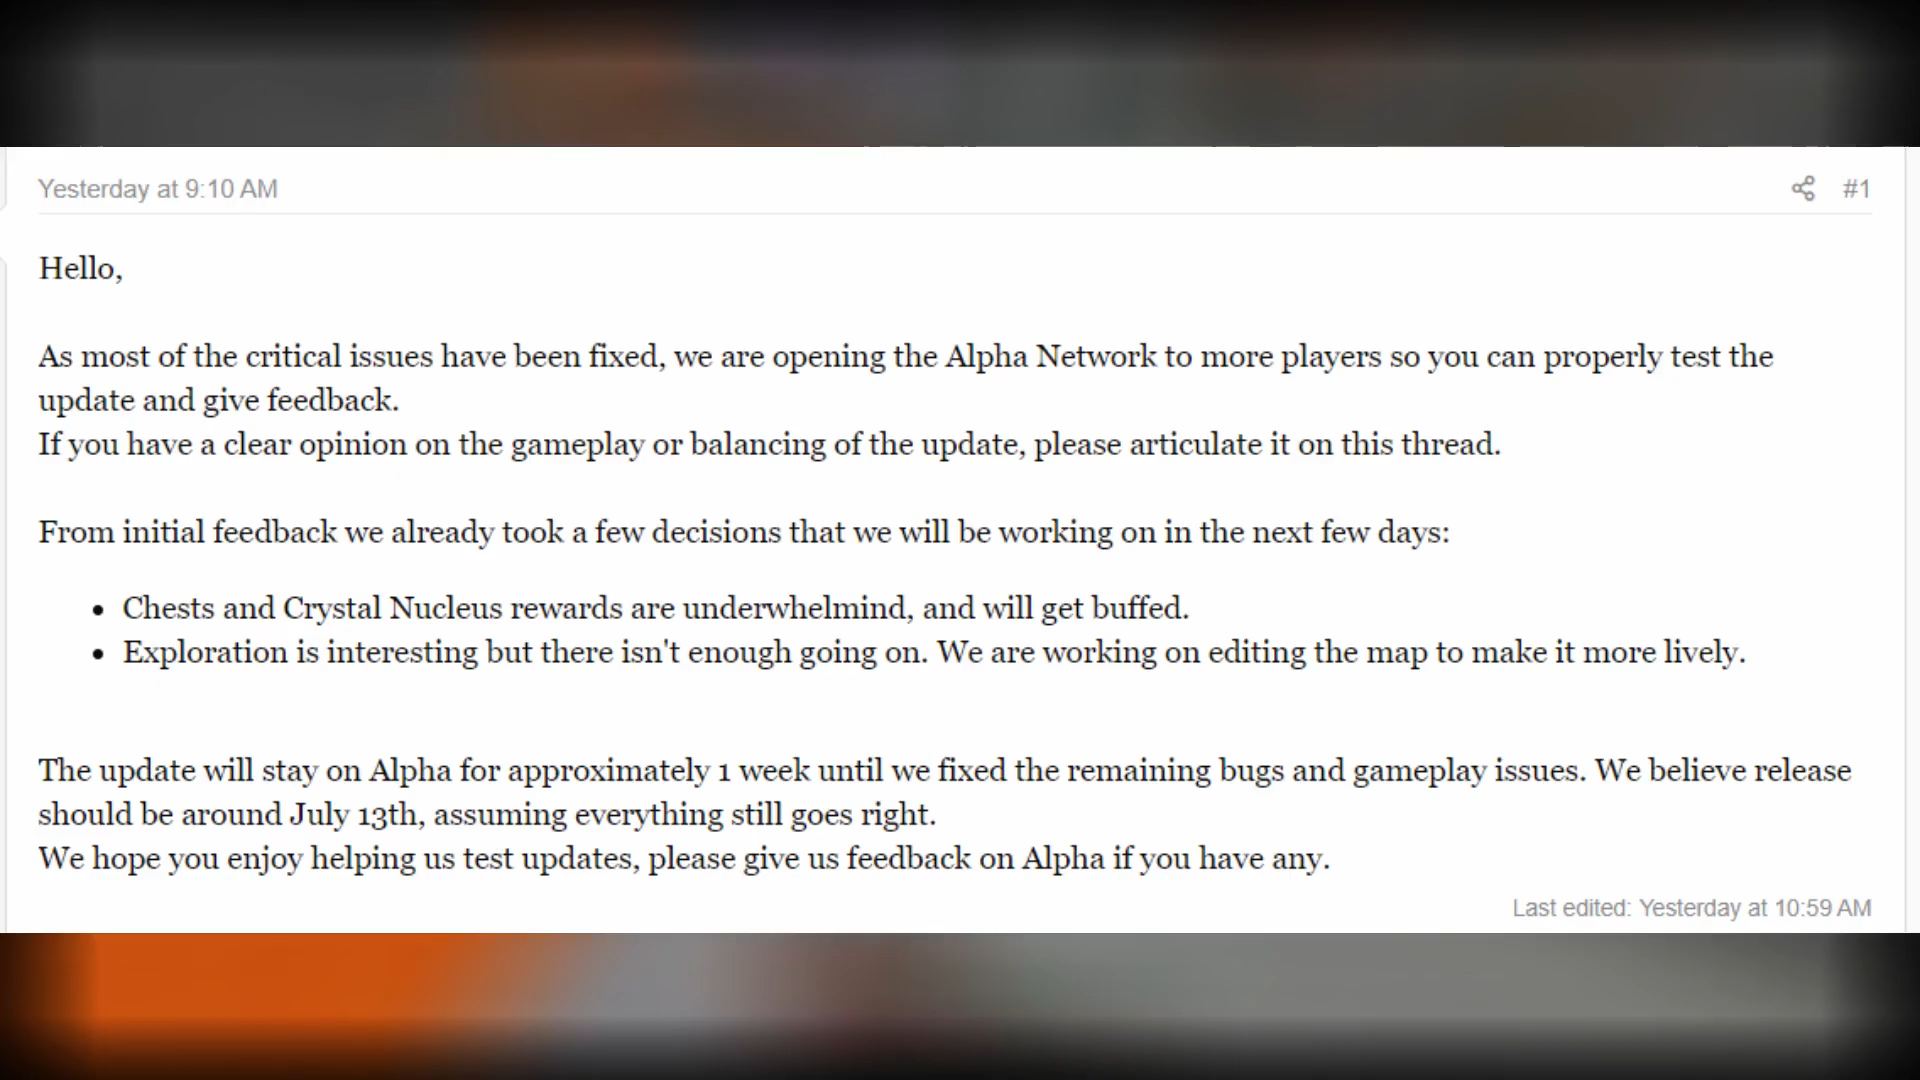 Yesterday at 9:10 AM
#1
Hello,
As most of the critical issues have been fixed, we are opening the Alpha Network to more players so you can properly test the
update and give feedback.
If you have a clear opinion on the gameplay or balancing of the update, please articulate it on this thread.
From initial feedback we already took a few decisions that we will be working on in the next few days:
• Chests and Crystal Nucleus rewards are underwhelmind, and will get buffed.
• Exploration is interesting but there isn't enough going on. We are working on editing the map to make it more lively.
The update will stay on Alpha for approximately 1 week until we fixed the remaining bugs and gameplay issues. We believe release
should be around July 13th, assuming everything still goes right.
We hope you enjoy helping us test updates, please give us feedback on Alpha if you have any.
Last edited: Yesterday at 10:59 AM